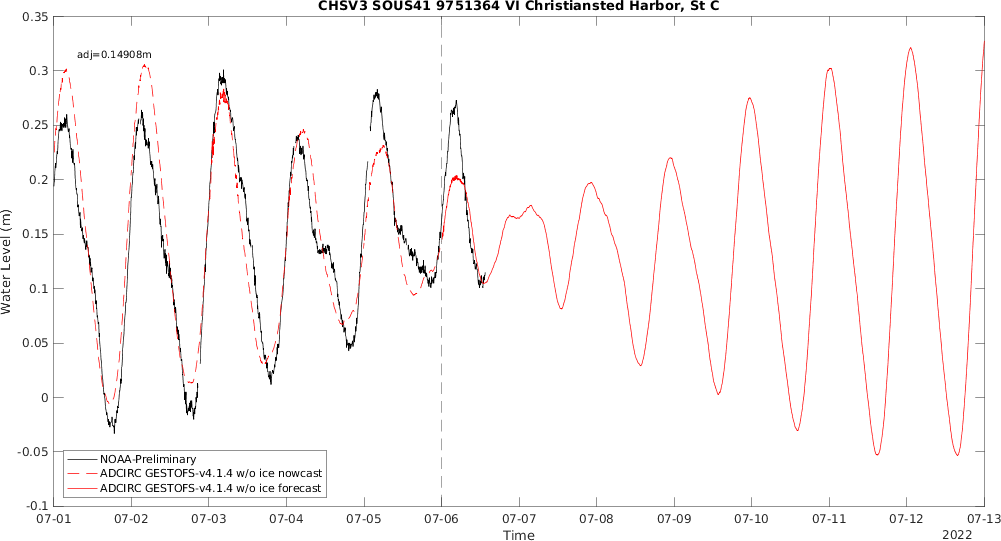 CHSV3 SOUS41 9751364 VI Christiansted Harbor, St C
adj=0.14908m
0.35
0.3
0.25
0.2
0.15
0.1
0.05
0
-0.05
-0.1
Water Level (m)
NOAA-Preliminary
ADCIRC GESTOFS-v4.1.4 w/o ice nowcast
ADCIRC GESTOFS-v4.1.4 w/o ice forecast
07-01 07-02 07-03 07-04 07-05 07-06 07-07 07-08 07-09 07-10 07-11 07-12 07-13
Time
2022